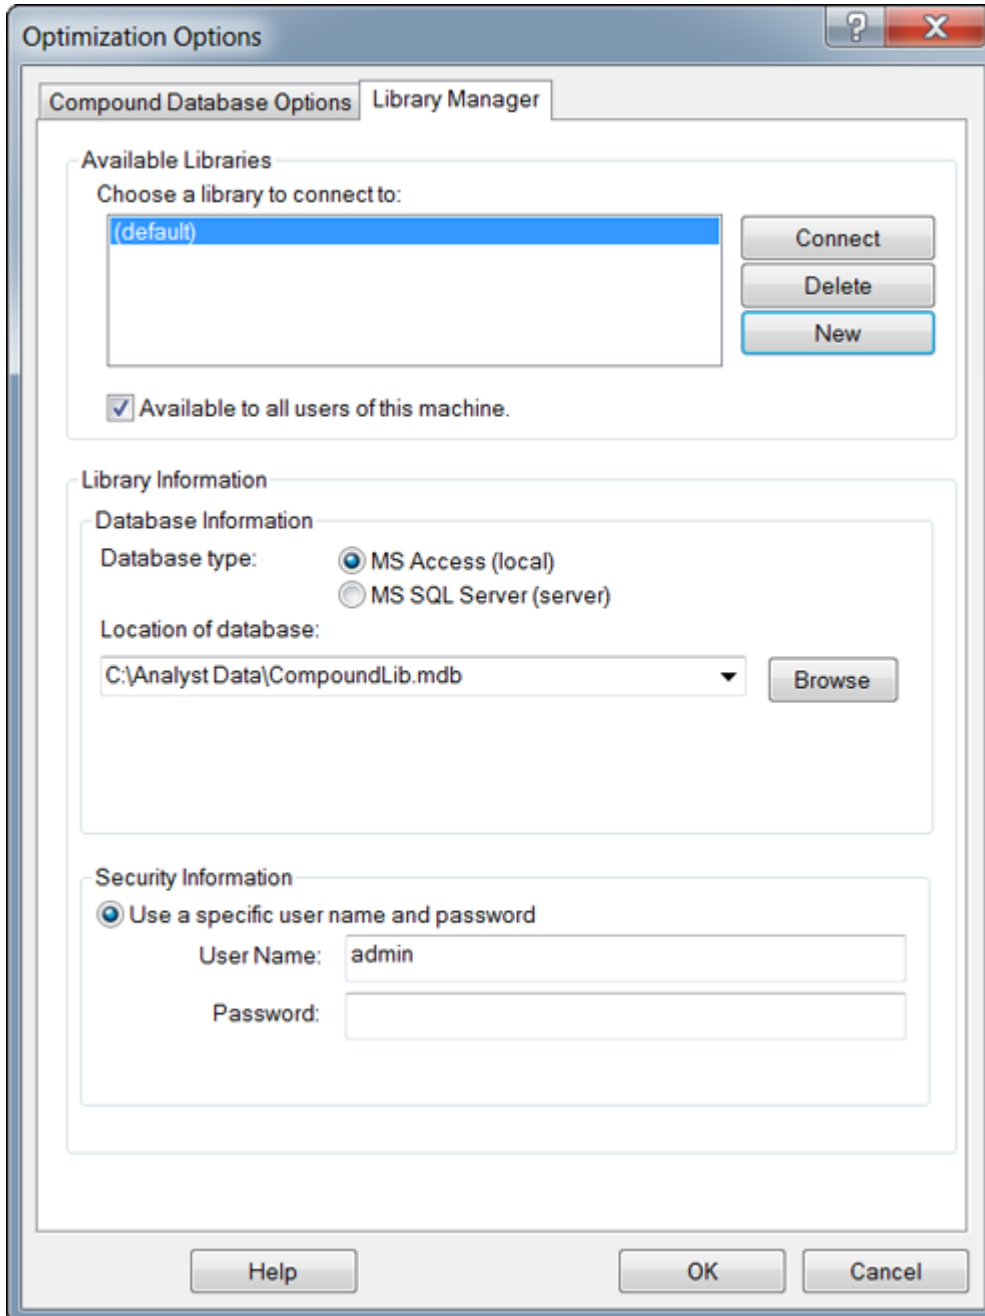 Optimization Options
Compound Database Options Library Manager
Available Libraries
Choose a library to connect to:
(default)
Connect
Delete
New
Available to all users of this machine.
Library Information
Database Information
Database type:
MS Access (local)
MS SQL Server (server)
Location of database:
C:\Analyst Data\CompoundLib.mdb
Browse
Security Information
Use a specific user name and password
User Name: admin
Password:
Help OK Cancel